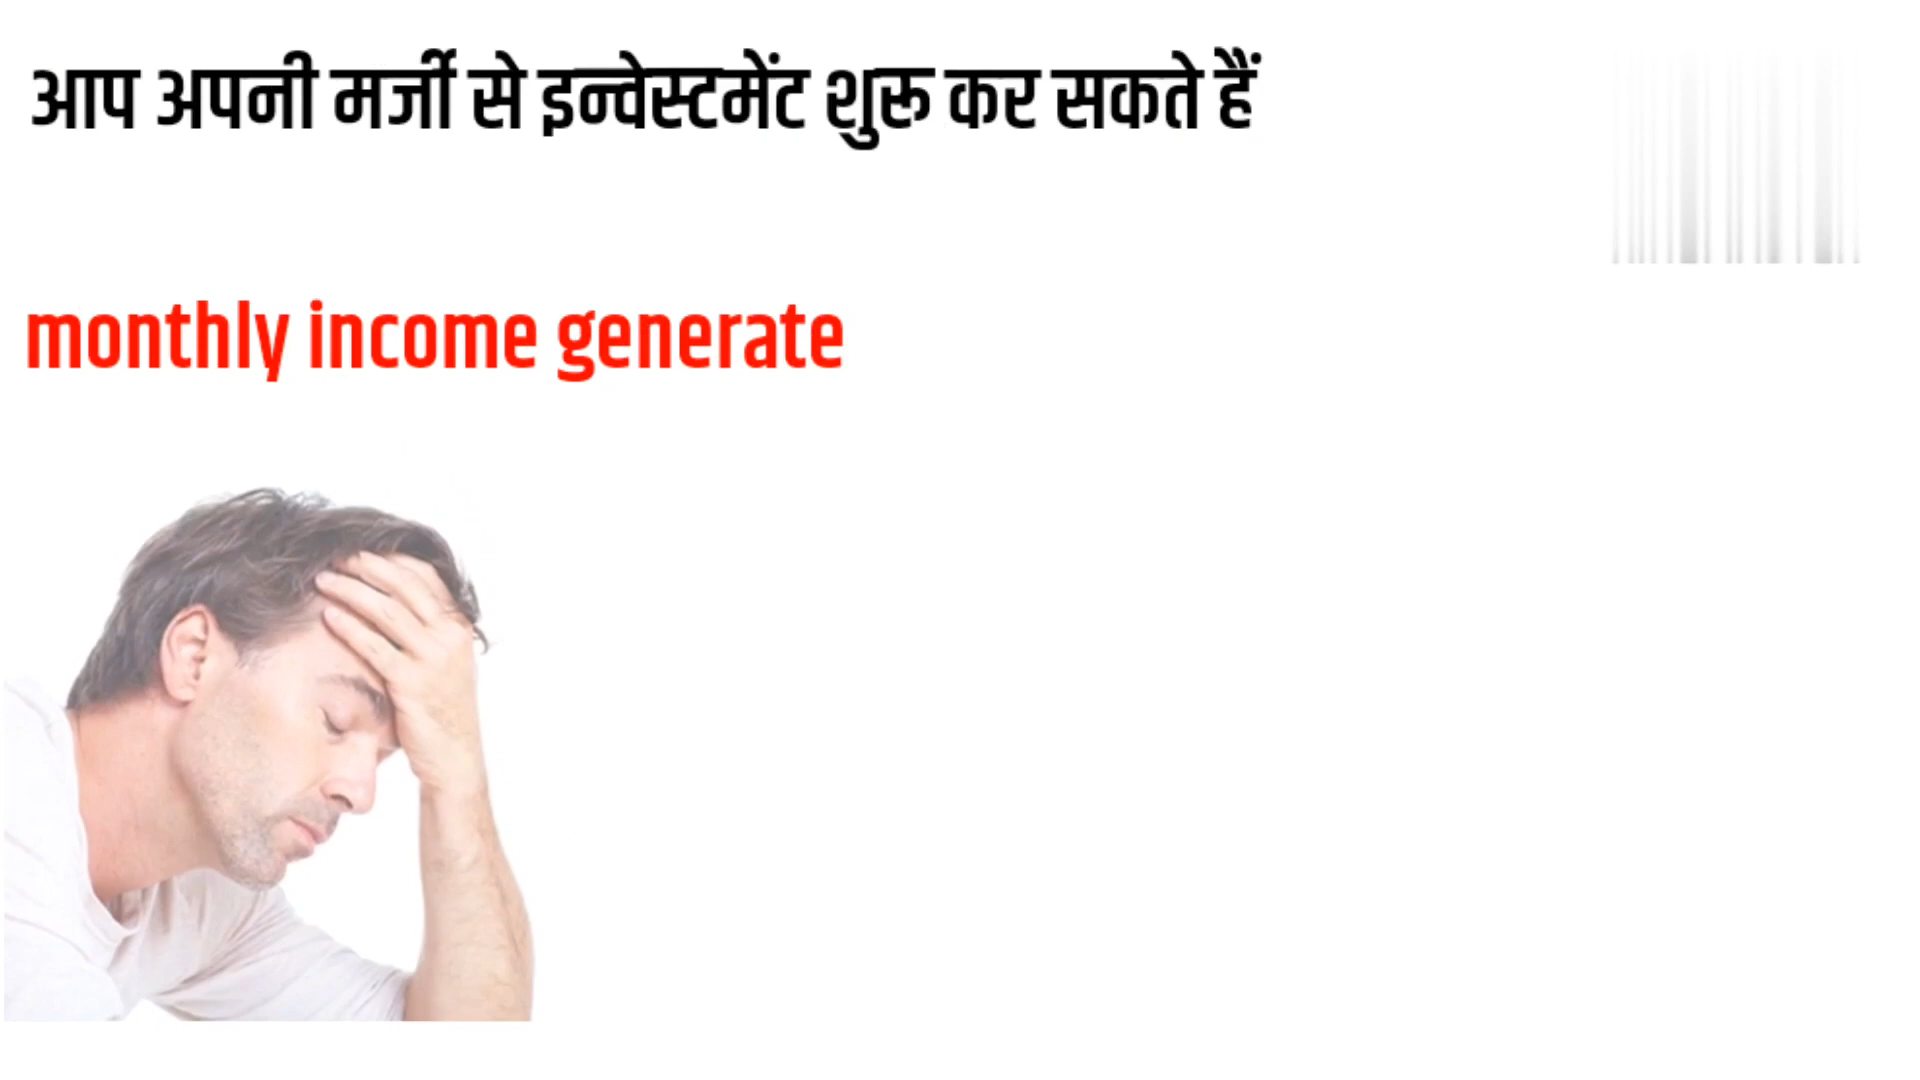 आप अपनी मर्जी से इन्वेस्टमेंट शुरू कर सकते हैं
monthly income generate